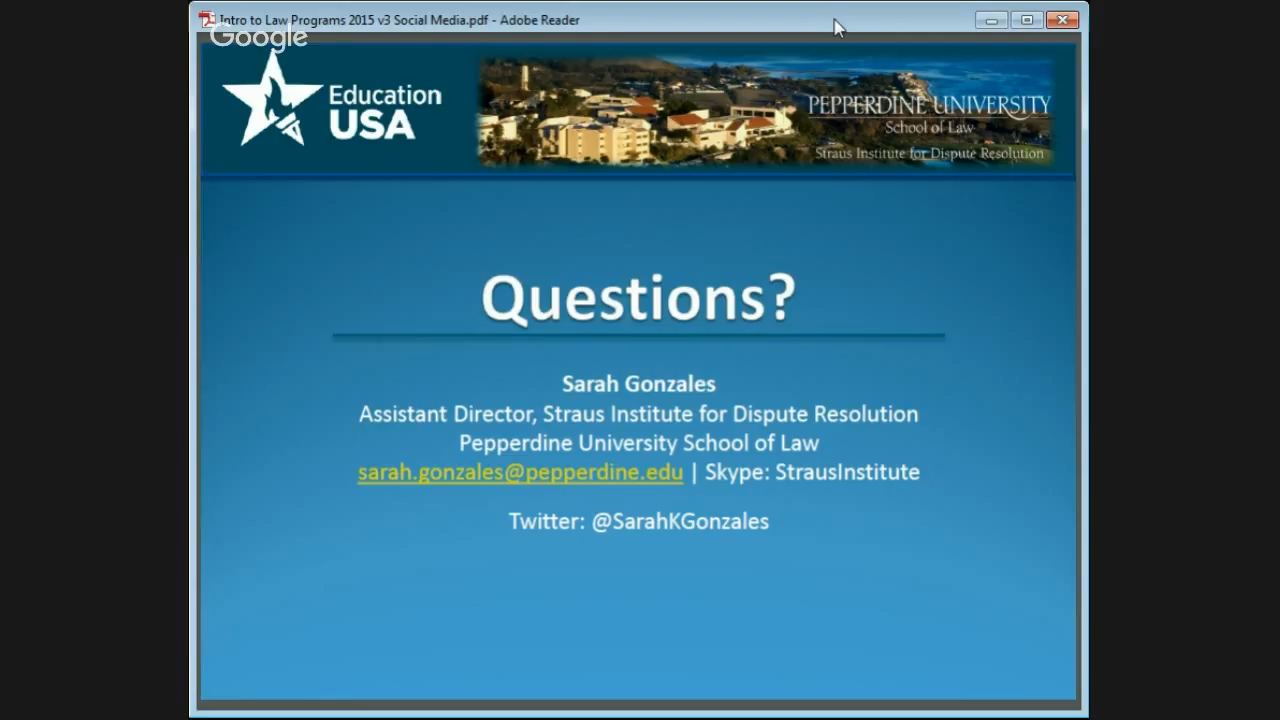 Intro to Law Programs 2015 v3 Social Media.pdf - Adobe Reader
Google
Education
USA
PEPPERDINE UNIVERSITY
School of Law
Straus Institute for Dispute Resolution
Questions?
Sarah Gonzales
Assistant Director, Straus Institute for Dispute Resolution
Pepperdine University School of Law
sarah.gonzales@pepperdine.edu | Skype: StrausInstitute
Twitter: @SarahKGonzales